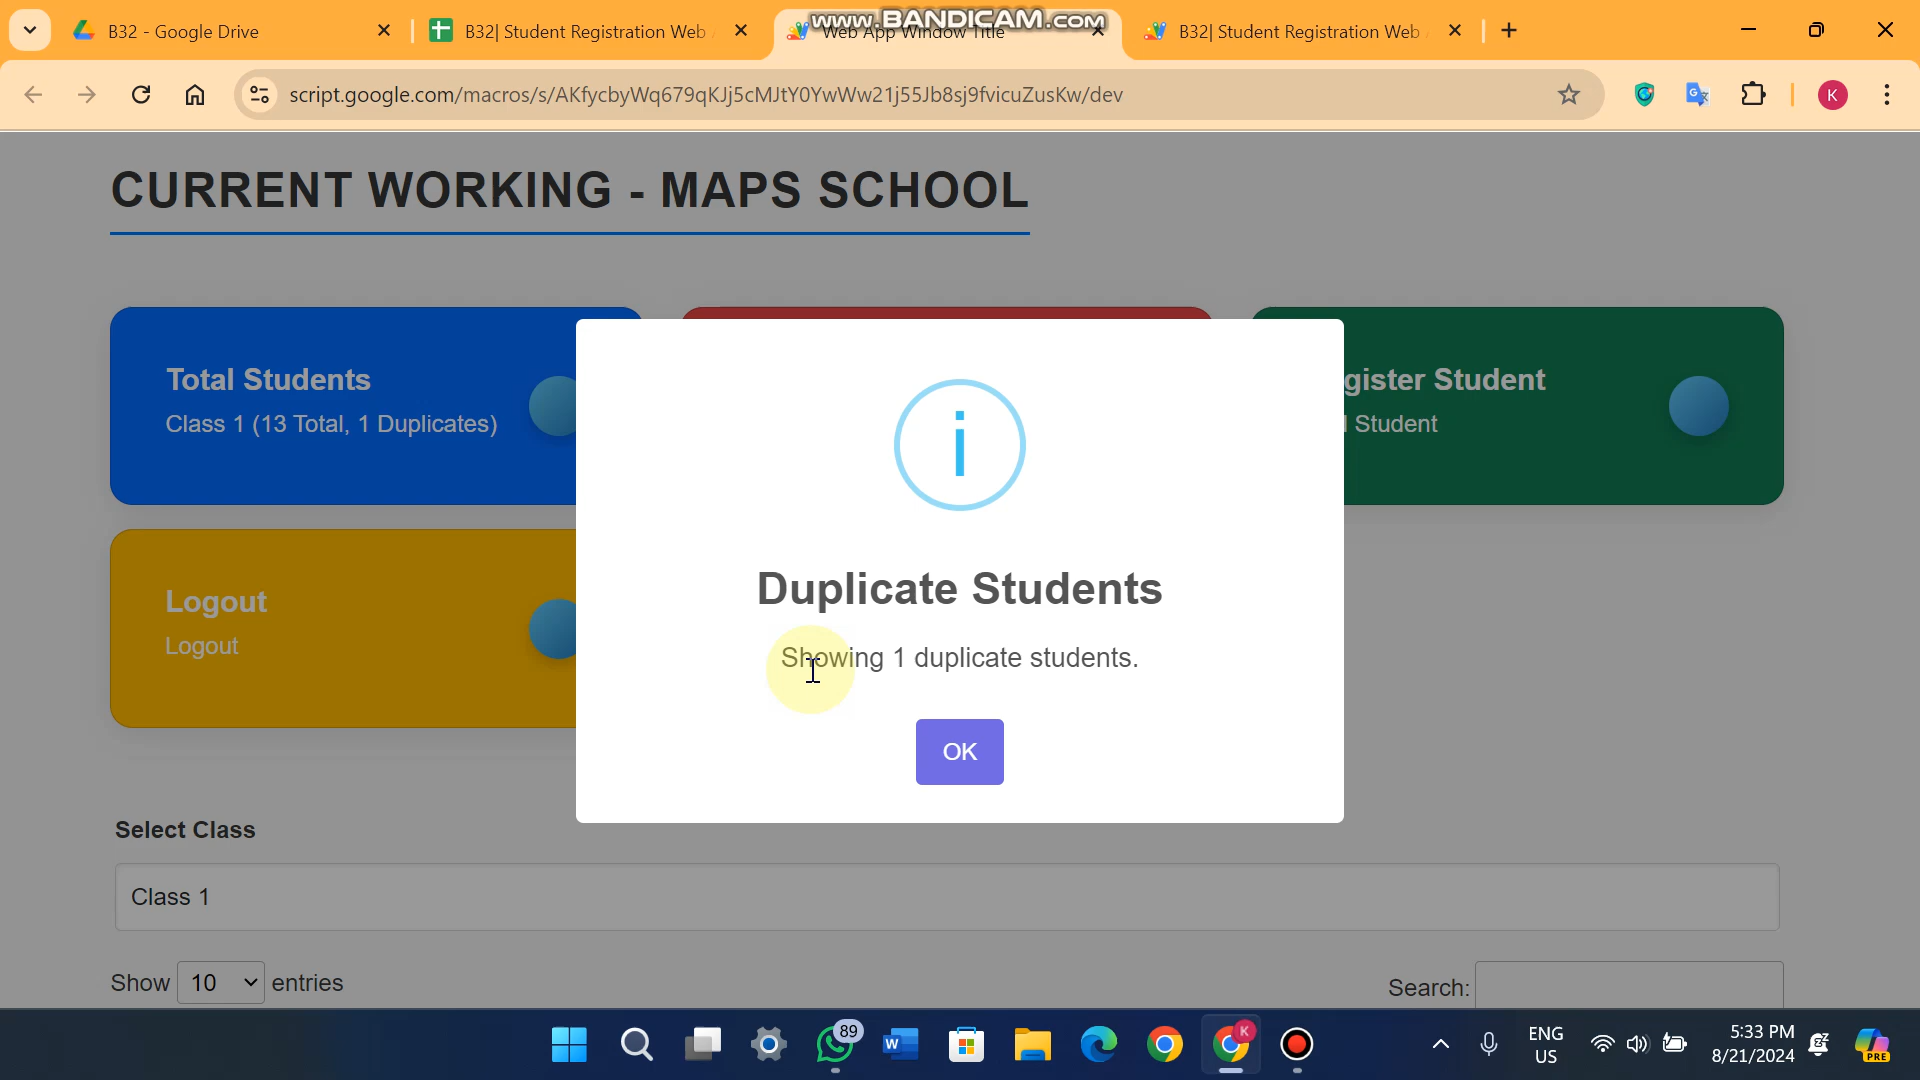 B32 - Google Drive
B32| Student Registration Web
Web App Window Title
B32| Student Registration Web
www.BANDICAM.com
script.google.com/macros/s/AKfycbyWq679qKJj5cMJtY0YwWw21j55Jb8sj9fvicuZusKw/dev
K
CURRENT WORKING - MAPS SCHOOL
Total Students
Class 1 (13 Total, 1 Duplicates)
gister Student
l Student
Logout
Logout
i
Duplicate Students
Showing 1 duplicate students.
OK
Select Class
Class 1
Show 10 entries
Search:
89
W
K
ENG
US
5:33 PM
8/21/2024
PRE